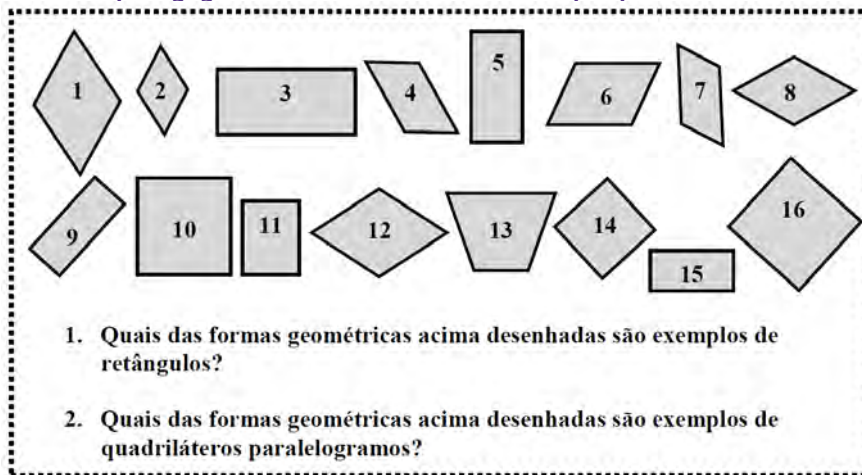 1 2 3 4 5 6 7 8
9 10 11 12 13 14 15 16
1. Quais das formas geométricas acima desenhadas são exemplos de
retângulos?
2. Quais das formas geométricas acima desenhadas são exemplos de
quadriláteros paralelogramos?